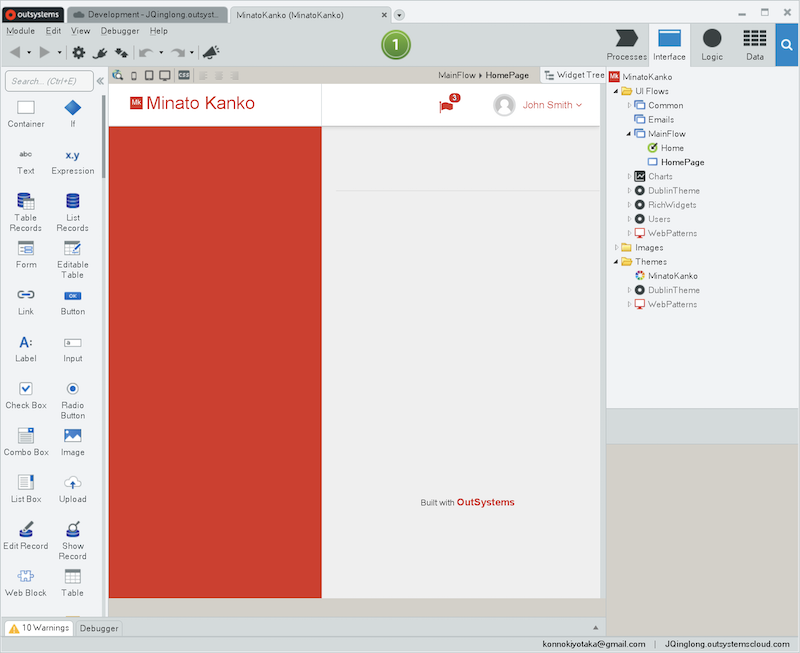 outsystems
Development - JQinglong.outsyst...
MinatoKanko (MinatoKanko)
Module Edit View Debugger Help
1
Processes Interface Logic Data
Search... (Ctrl+E)
MainFlow HomePage
Widget Tree
Container If
abc x.y
Text Expression
Table Records
List Records
Form
Editable Table
Link
OK
Button
A:
Label
a
Input
Check Box
Radio Button
Combo Box
Image
List Box
Upload
Edit Record
Show Record
Web Block
Table
CSS
Mk Minato Kanko
3
John Smith
Built with OutSystems
Mk MinatoKanko
UI Flows
Common
Emails
MainFlow
Home
HomePage
Charts
DublinTheme
RichWidgets
Users
WebPatterns
Images
Themes
MinatoKanko
DublinTheme
WebPatterns
10 Warnings
Debugger
konnokiyotaka@gmail.com | JQinglong.outsystemscloud.com